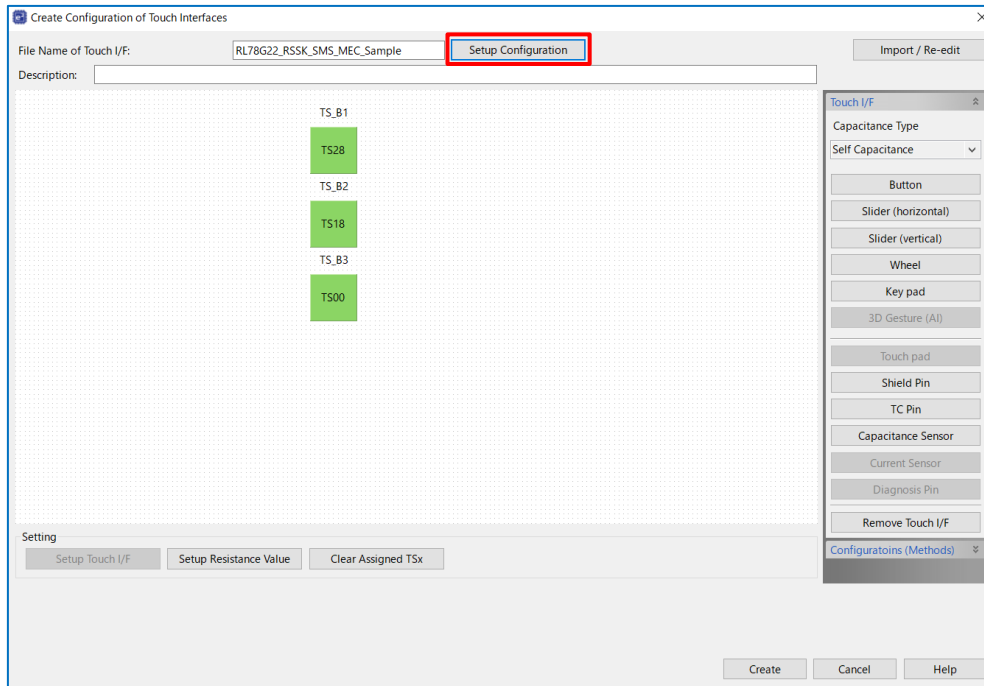 Create Configuration of Touch Interfaces
File Name of Touch I/F: RL78G22_RSSK_SMS_MEC_Sample Setup Configuration Import / Re-edit
Description:
TS_B1
TS28
TS_B2
TS18
TS_B3
TS00
Touch I/F
Capacitance Type
Self Capacitance
Button
Slider (horizontal)
Slider (vertical)
Wheel
Key pad
3D Gesture (AI)
Touch pad
Shield Pin
TC Pin
Capacitance Sensor
Current Sensor
Diagnosis Pin
Remove Touch I/F
Configuratoins (Methods)
Setting
Setup Touch I/F Setup Resistance Value Clear Assigned TSx
Create Cancel Help